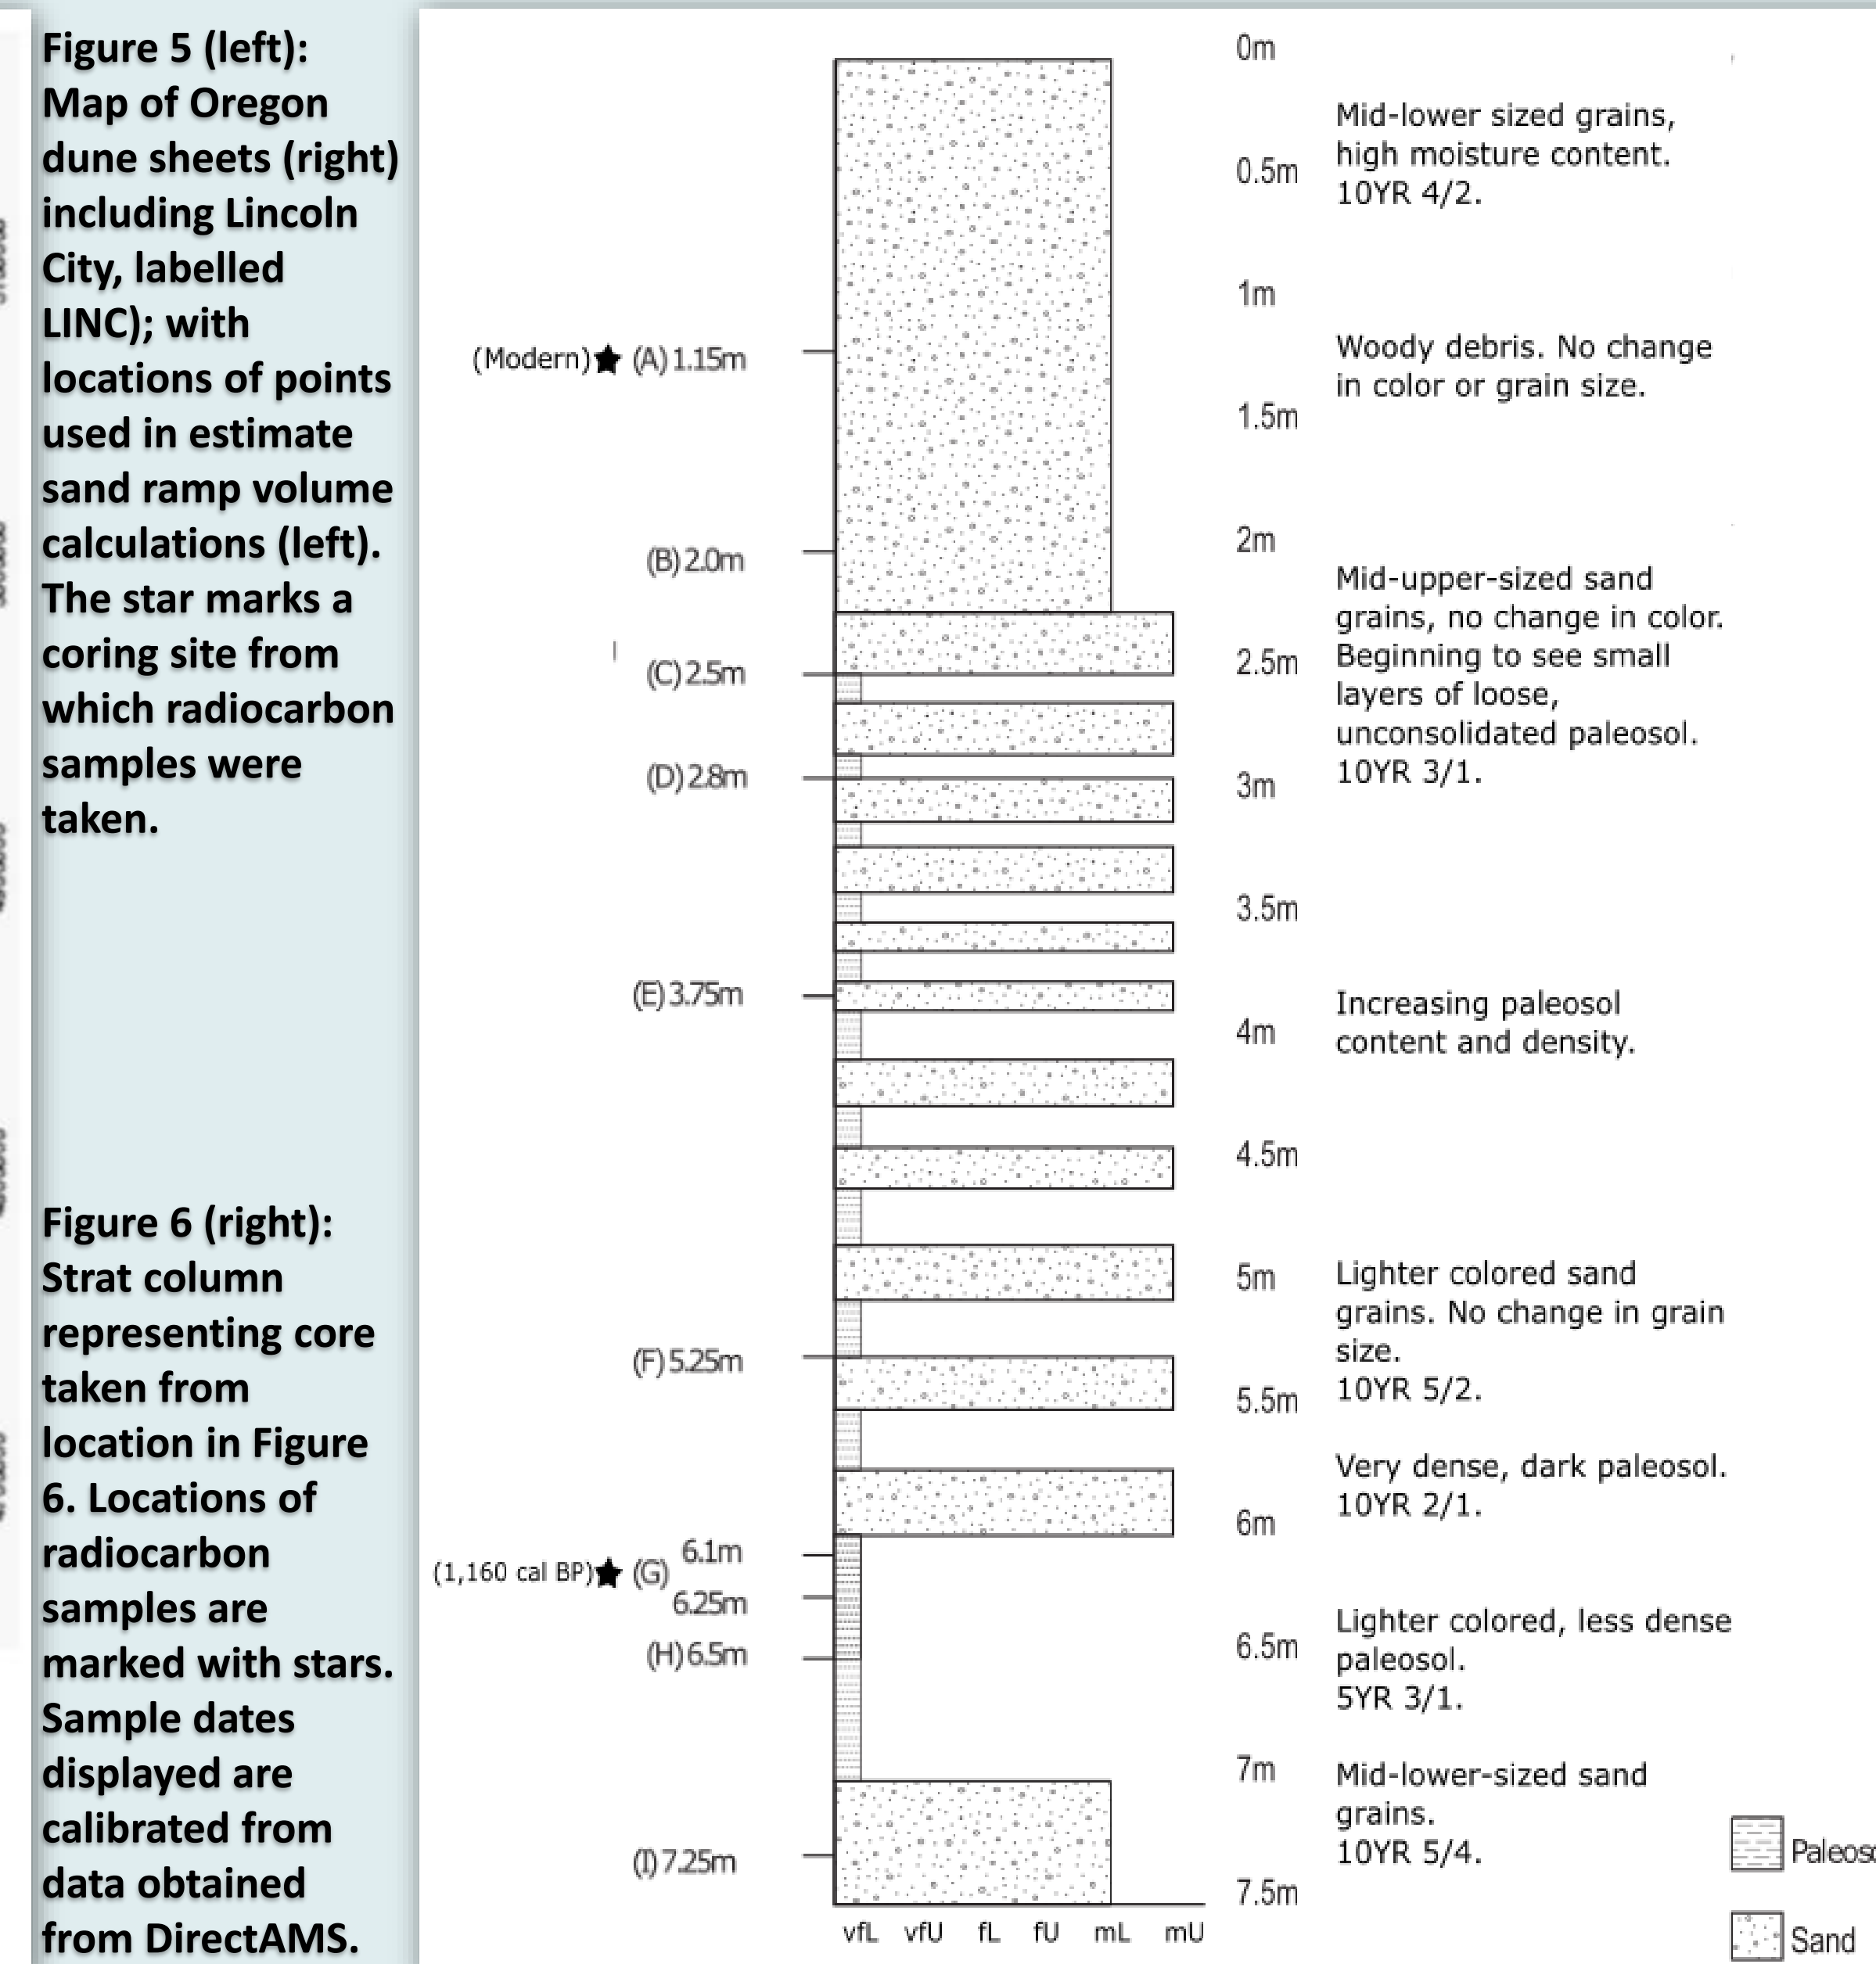 Figure 5 (left):
Map of Oregon
dune sheets (right)
including Lincoln
City, labelled
LINC); with
locations of points
used in estimate
sand ramp volume
calculations (left).
The star marks a
coring site from
which radiocarbon
samples were
taken.
Figure 6 (right):
Strat column
representing core
taken from
location in Figure
6. Locations of
radiocarbon
samples are
marked with stars.
Sample dates
displayed are
calibrated from
data obtained
from DirectAMS.
(Modern)★ (A) 1.15m
(B) 2.0m
(C) 2.5m
(D) 2.8m
(E) 3.75m
(F) 5.25m
6.1m
(1,160 cal BP)★ (G)
6.25m
(H) 6.5m
(I) 7.25m
vfL vfU fL fU mL mU
0m
0.5m
1m
1.5m
2m
2.5m
3m
3.5m
4m
4.5m
5m
5.5m
6m
6.5m
7m
7.5m
Mid-lower sized grains,
high moisture content.
10YR 4/2.
Woody debris. No change
in color or grain size.
Mid-upper-sized sand
grains, no change in color.
Beginning to see small
layers of loose,
unconsolidated paleosol.
10YR 3/1.
Increasing paleosol
content and density.
Lighter colored sand
grains. No change in grain
size.
10YR 5/2.
Very dense, dark paleosol.
10YR 2/1.
Lighter colored, less dense
paleosol.
5YR 3/1.
Mid-lower-sized sand
grains.
10YR 5/4.
Sand